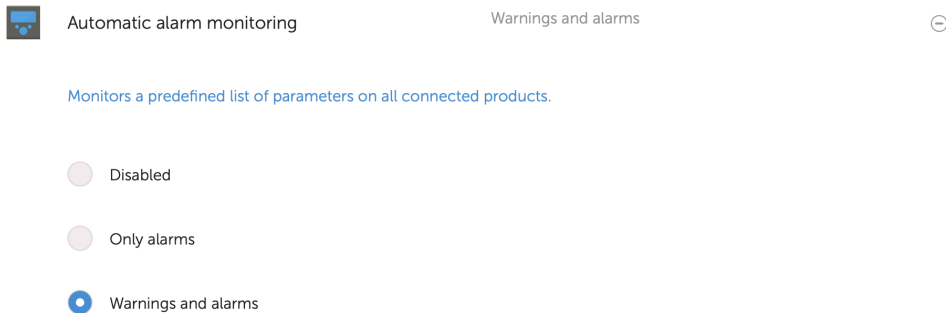 Automatic alarm monitoring
Warnings and alarms
Monitors a predefined list of parameters on all connected products.
Disabled
Only alarms
Warnings and alarms